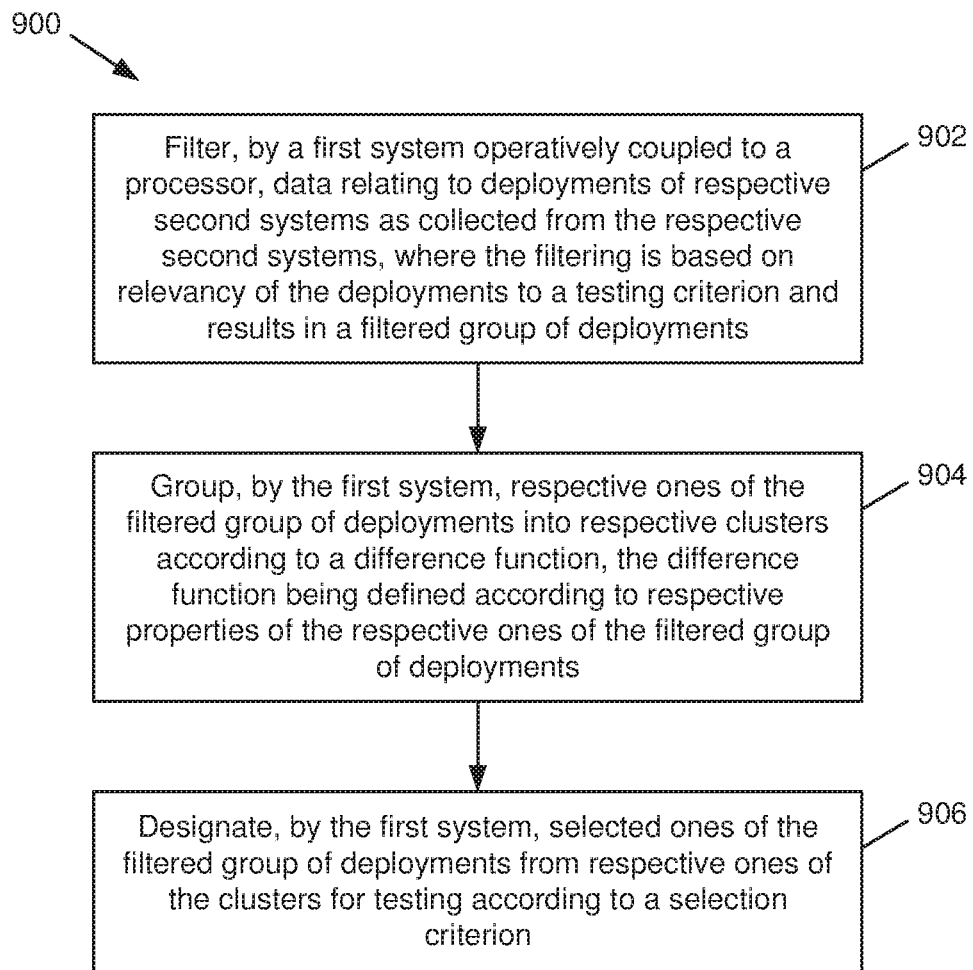 900
902
Filter, by a first system operatively coupled to a
processor, data relating to deployments of respective
second systems as collected from the respective
second systems, where the filtering is based on
relevancy of the deployments to a testing criterion and
results in a filtered group of deployments
904
Group, by the first system, respective ones of the
filtered group of deployments into respective clusters
according to a difference function, the difference
function being defined according to respective
properties of the respective ones of the filtered group
of deployments
906
Designate, by the first system, selected ones of the
filtered group of deployments from respective ones of
the clusters for testing according to a selection
criterion